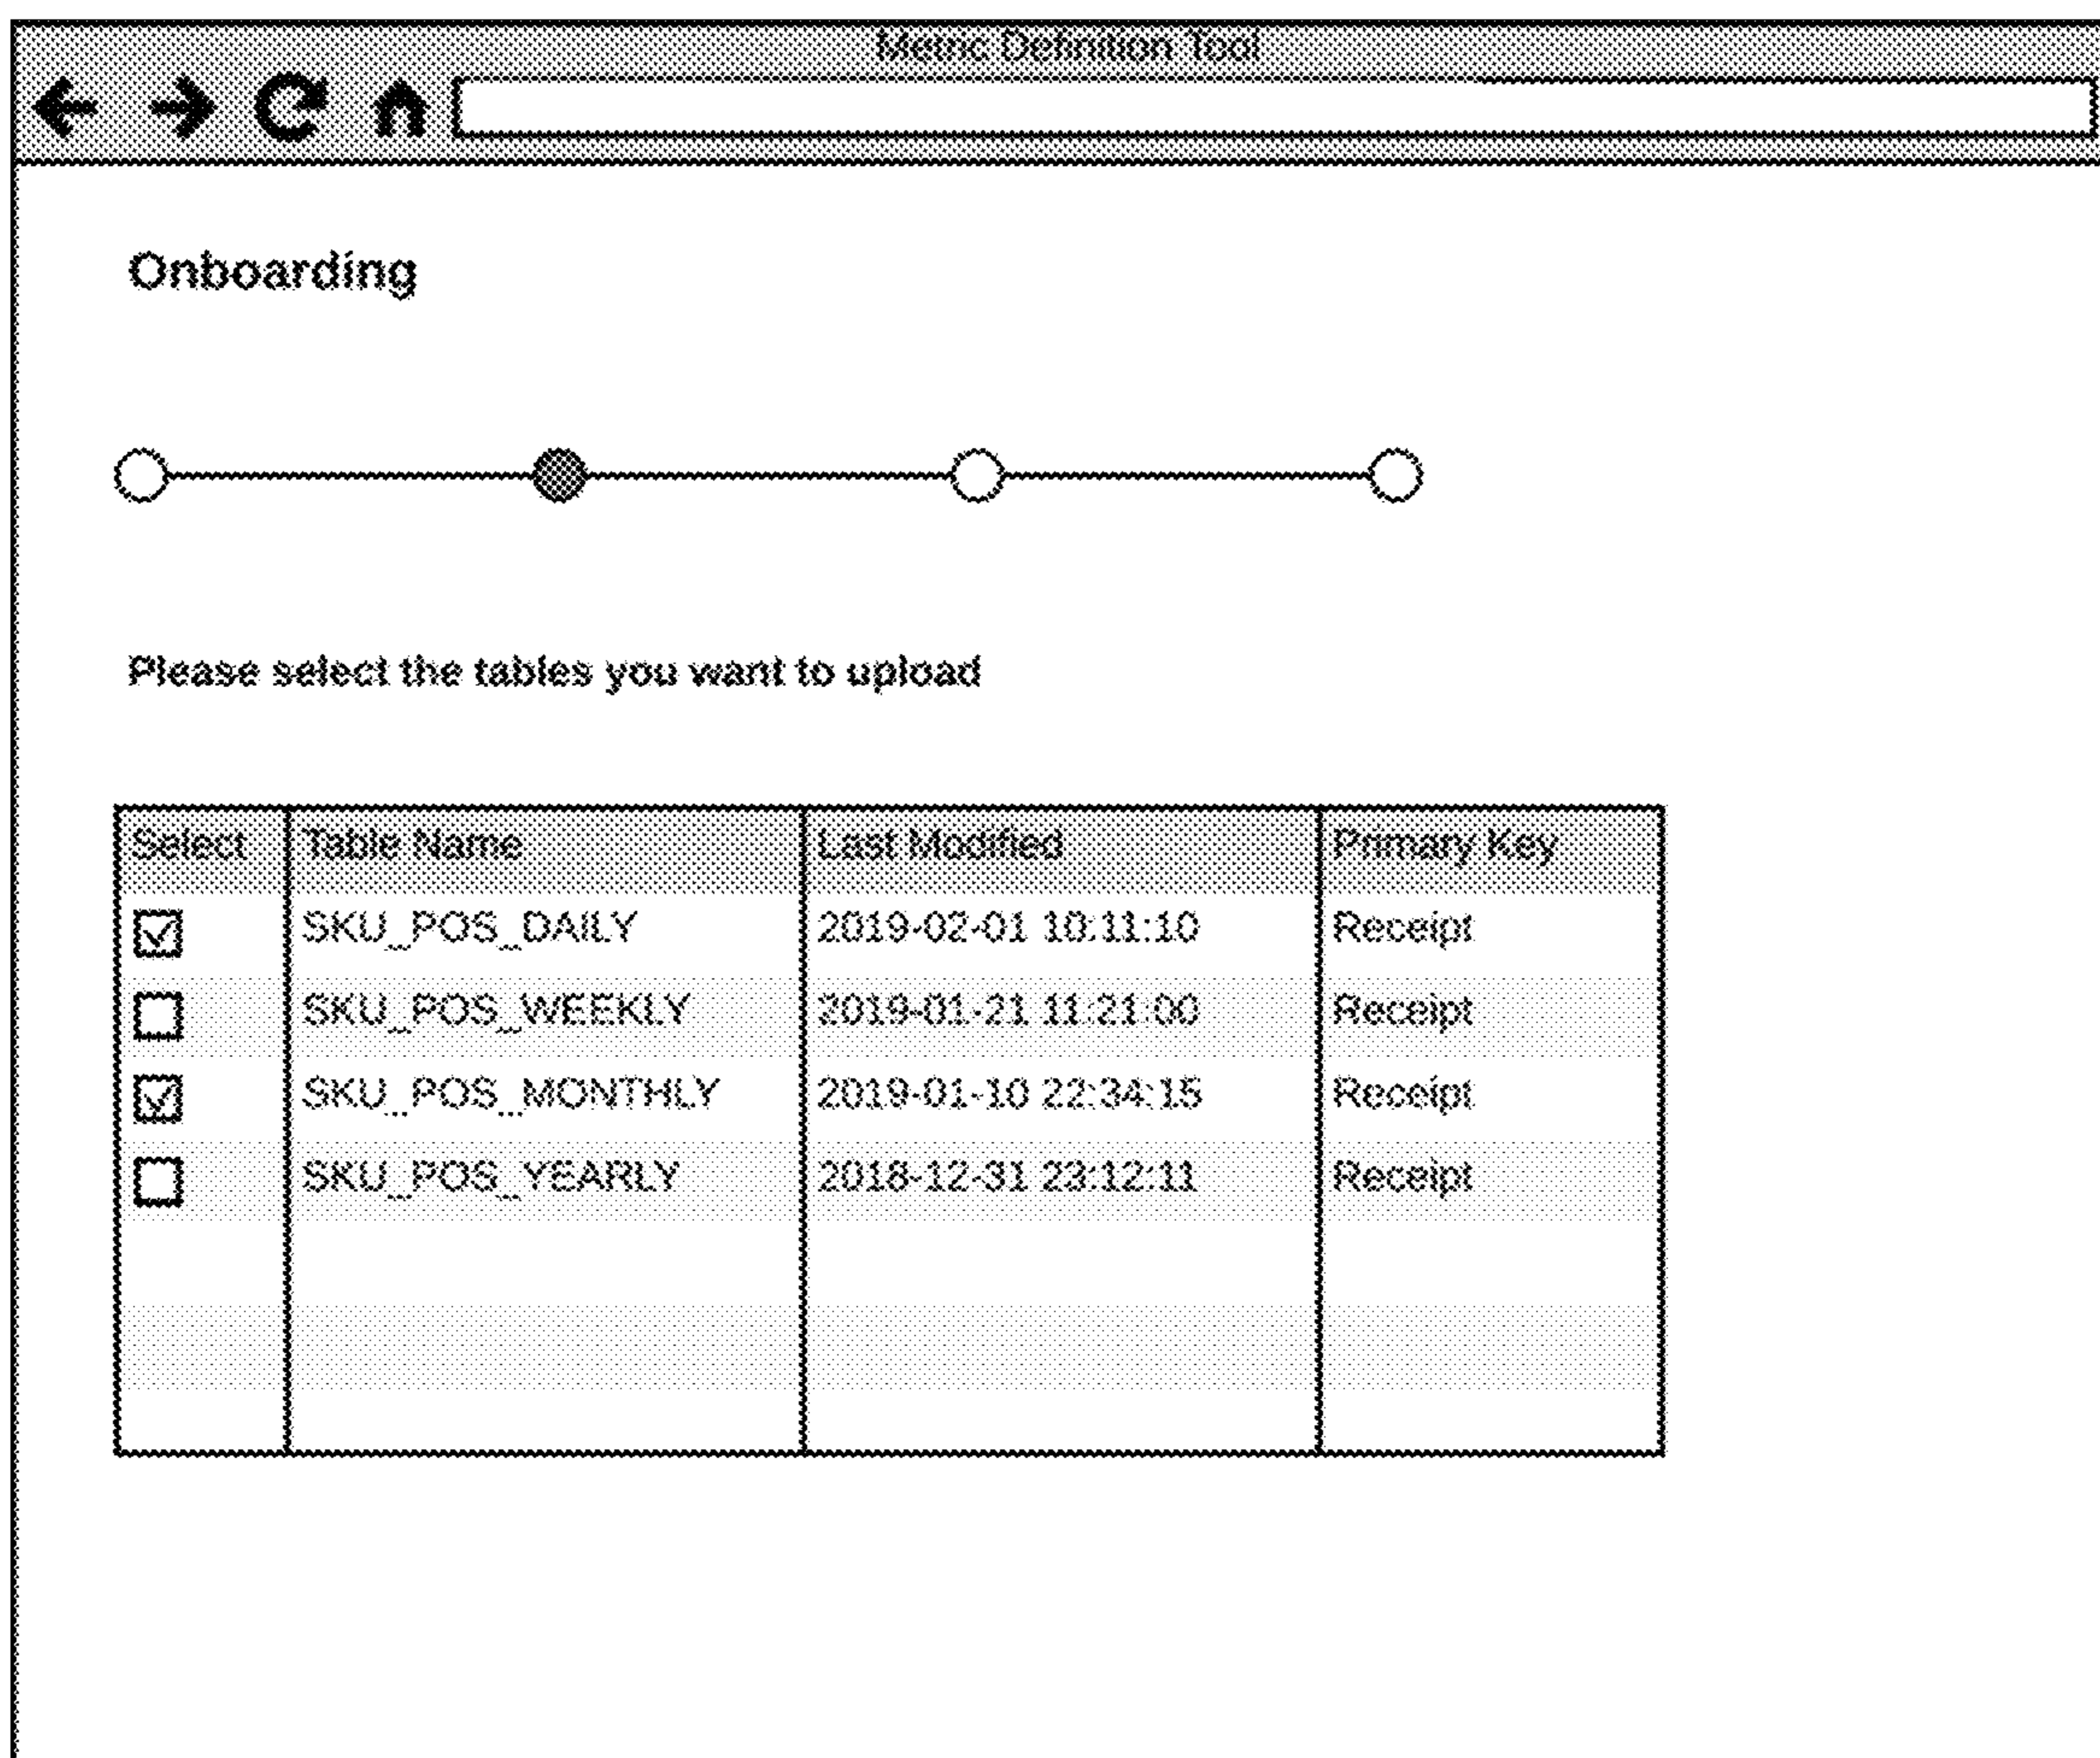 Metric Definition Tool
Onboarding
Please select the tables you want to upload
Select Table Name Last Modified Primary Key
SKU_POS_DAILY 2019-02-01 10:11:10 Receipt
SKU_POS_WEEKLY 2019-01-21 11:21:00 Receipt
SKU_POS_MONTHLY 2019-01-10 22:34:15 Receipt
SKU_POS_YEARLY 2018-12-31 23:12:11 Receipt